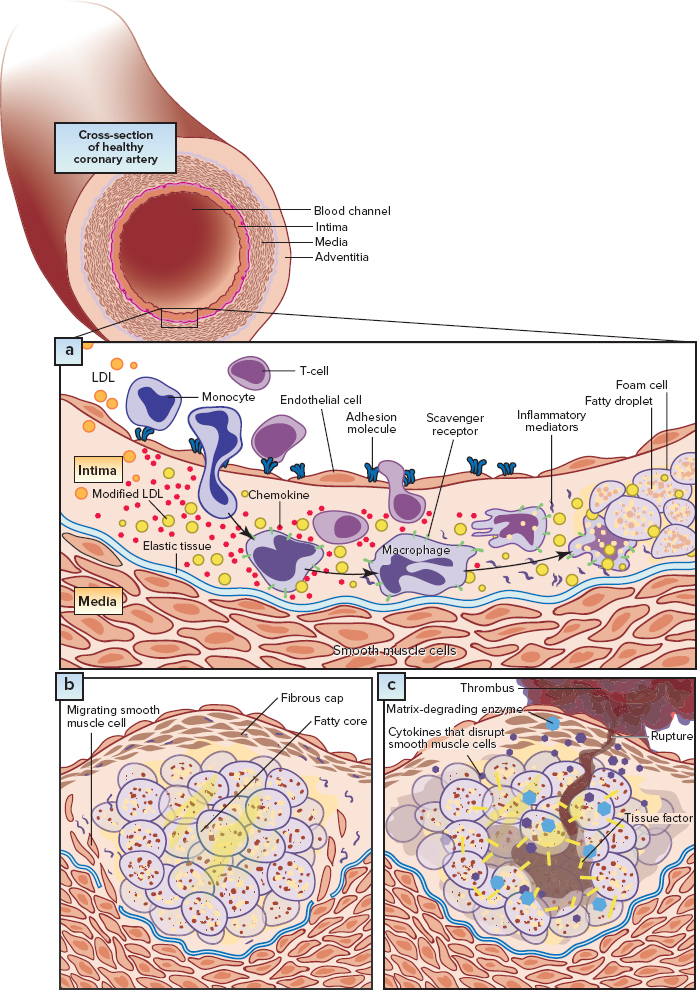 Cross-section
of healthy
coronary artery
Blood channel
Intima
Media
Adventitia
a
LDL
T-cell
Monocyte
Endothelial cell
Adhesion
molecule
Scavenger
receptor
Inflammatory
mediators
Foam cell
Fatty droplet
Intima
Modified LDL
Chemokine
Elastic tissue
Macrophage
Media
Smooth muscle cells
b
Migrating smooth
muscle cell
Fibrous cap
Fatty core
c
Thrombus
Matrix-degrading enzyme
Cytokines that disrupt
smooth muscle cells
Rupture
Tissue factor